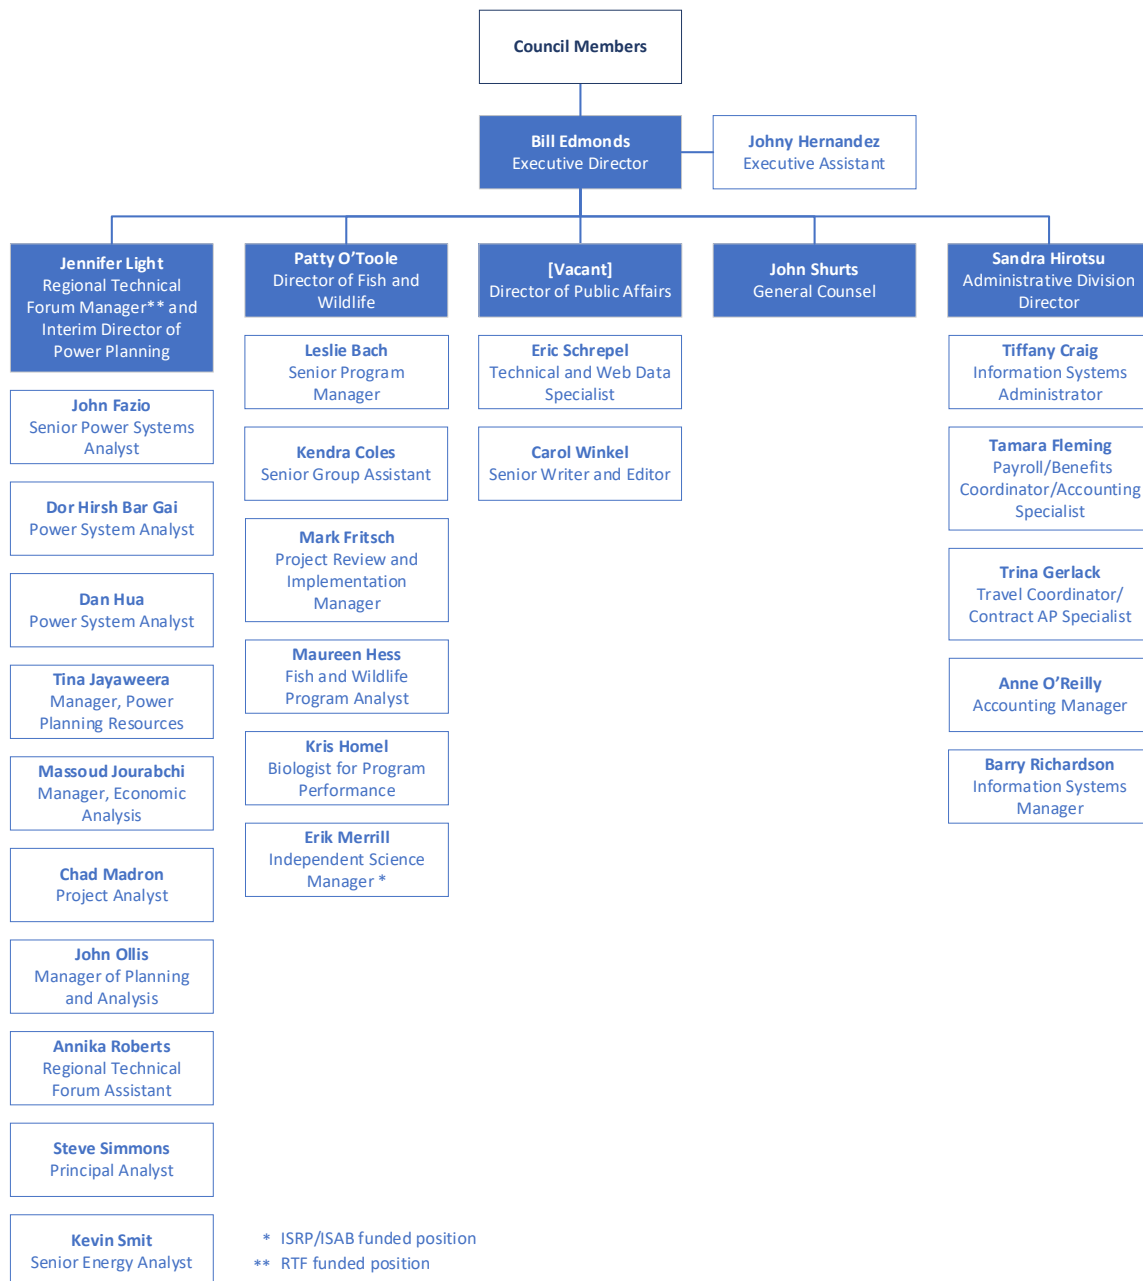 Council Members
Bill Edmonds
Executive Director
Johny Hernandez
Executive Assistant
Jennifer Light
Regional Technical
Forum Manager** and
Interim Director of
Power Planning
John Fazio
Senior Power Systems
Analyst
Dor Hirsh Bar Gai
Power System Analyst
Dan Hua
Power System Analyst
Tina Jayaweera
Manager, Power
Planning Resources
Massoud Jourabchi
Manager, Economic
Analysis
Chad Madron
Project Analyst
John Ollis
Manager of Planning
and Analysis
Annika Roberts
Regional Technical
Forum Assistant
Steve Simmons
Principal Analyst
Kevin Smit
Senior Energy Analyst
Patty O’Toole
Director of Fish and
Wildlife
Leslie Bach
Senior Program
Manager
Kendra Coles
Senior Group Assistant
Mark Fritsch
Project Review and
Implementation
Manager
Maureen Hess
Fish and Wildlife
Program Analyst
Kris Homel
Biologist for Program
Performance
Erik Merrill
Independent Science
Manager *
[Vacant]
Director of Public Affairs
Eric Schrepel
Technical and Web Data
Specialist
Carol Winkel
Senior Writer and Editor
John Shurts
General Counsel
Sandra Hirotsu
Administrative Division
Director
Tiffany Craig
Information Systems
Administrator
Tamara Fleming
Payroll/Benefits
Coordinator/Accounting
Specialist
Trina Gerlack
Travel Coordinator/
Contract AP Specialist
Anne O’Reilly
Accounting Manager
Barry Richardson
Information Systems
Manager
* ISRP/ISAB funded position
** RTF funded position